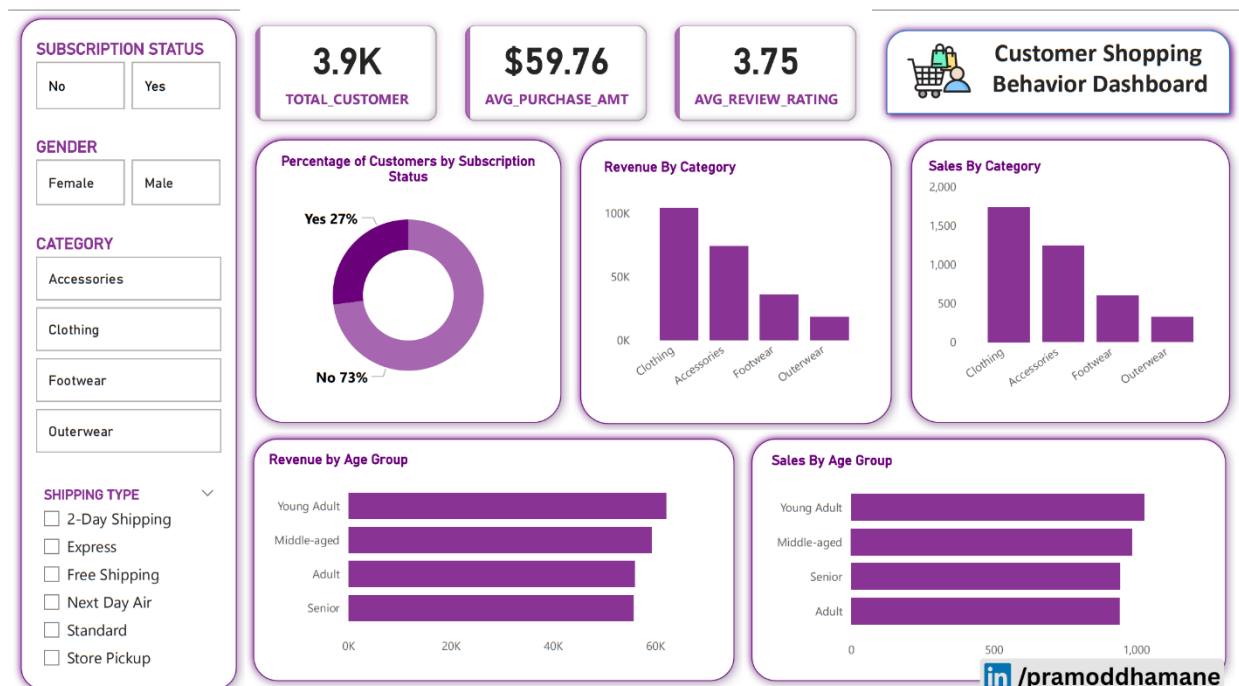 SUBSCRIPTION STATUS
No
Yes
GENDER
Female
Male
CATEGORY
Accessories
Clothing
Footwear
Outerwear
SHIPPING TYPE
2-Day Shipping
Express
Free Shipping
Next Day Air
Standard
Store Pickup
3.9K
TOTAL_CUSTOMER
$59.76
AVG_PURCHASE_AMT
3.75
AVG_REVIEW_RATING
Customer Shopping
Behavior Dashboard
Percentage of Customers by Subscription
Status
Yes 27%
No 73%
Revenue By Category
100K
50K
0K
Clothing
Accessories
Footwear
Outerwear
Sales By Category
2,000
1,500
1,000
500
0
Clothing
Accessories
Footwear
Outerwear
Revenue by Age Group
Young Adult
Middle-aged
Adult
Senior
0K
20K
40K
60K
Sales By Age Group
Young Adult
Middle-aged
Senior
Adult
0
500
1,000
in /pramoddhamane